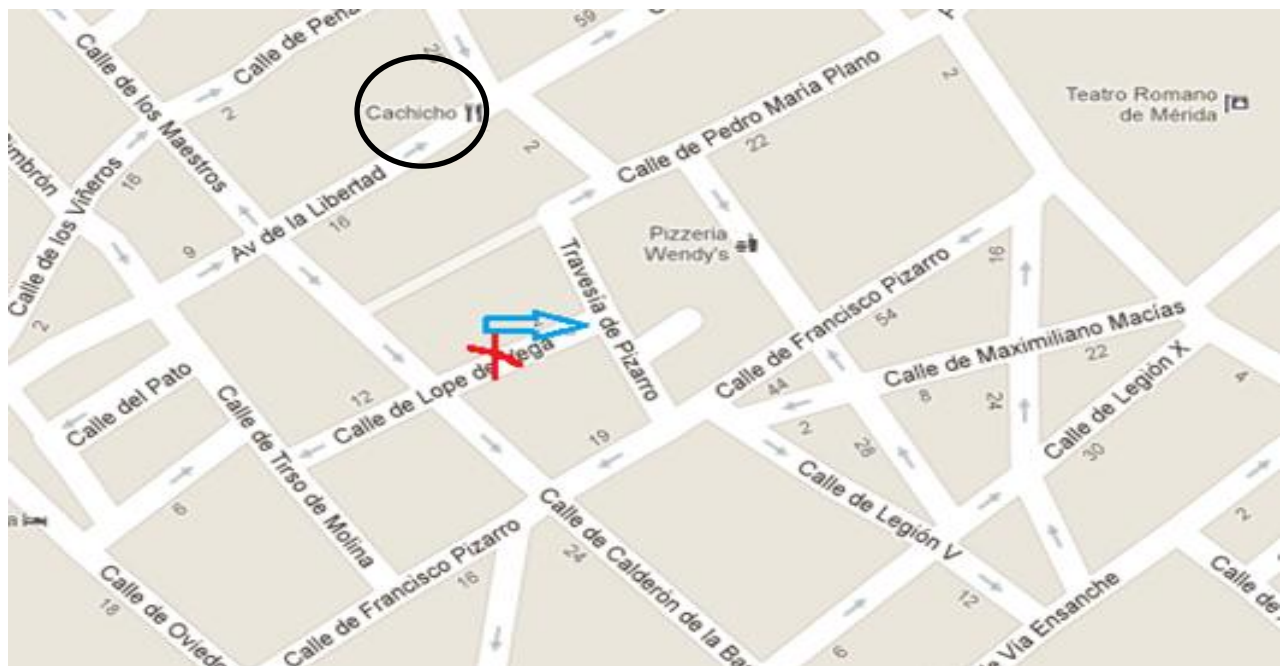 59
Calle de los Maestros
Cachicho
2
Teatro Romano
de Mérida
2
Calle de Pedro María Plano
22
2
16
Calle de los Viñeros
Av de la Libertad
16
9
Pizzeria
Wendy's
Travesía de Pizarro
Calle de Francisco Pizarro
16
54
2
Calle de Maximiliano Macías
22
4
Calle del Pato
12
Calle de Lope de Vega
44
8
24
Calle de Legión X
19
2
28
30
Calle de Tirso de Molina
6
Calle de Legión V
2
Calle de Francisco Pizarro
16
24
Calle de Calderón de la
12
Calle de Oviedo
18
6
Vía Ensanche
Calle de